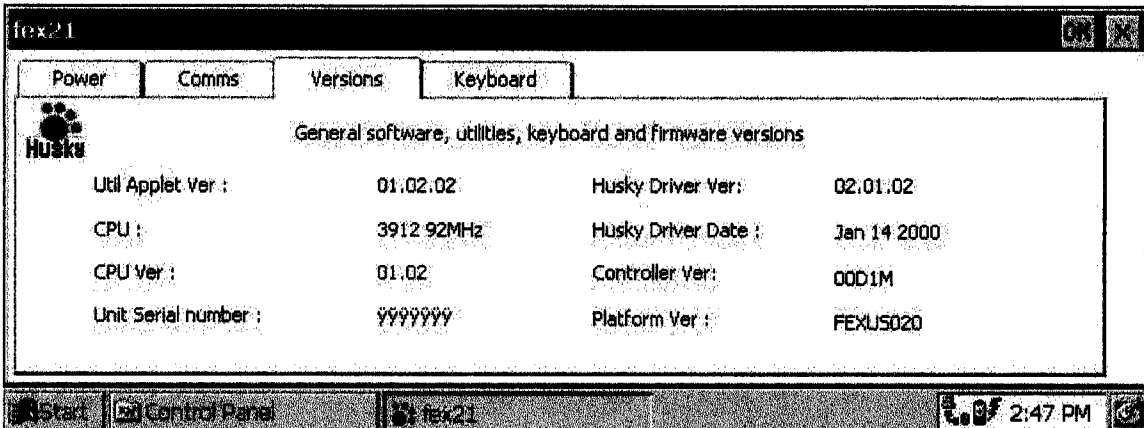 fex21 OK X
Power Comms Versions Keyboard
Husky General software, utilities, keyboard and firmware versions
Util Applet Ver : 01.02.02 Husky Driver Ver: 02.01.02
CPU : 3912 92MHz Husky Driver Date : Jan 14 2000
CPU Ver : 01.02 Controller Ver: 00D1M
Unit Serial number : ÿÿÿÿÿÿÿ Platform Ver : FEXUS020
Start Control Panel fex21 2:47 PM